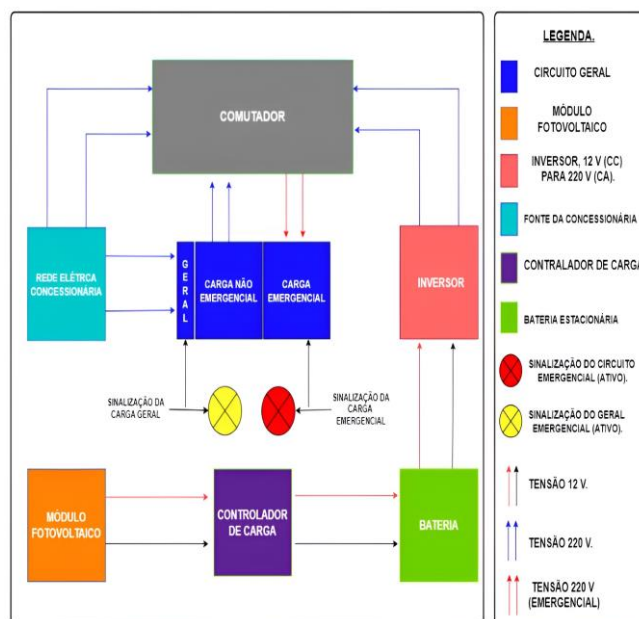 COMUTADOR
REDE ELÉTRCA
CONCESSIONÁRIA
GERAL
CARGA NÃO
EMERGENCIAL
CARGA
EMERGENCIAL
INVERSOR
SINALIZAÇÃO DA
CARGA GERAL
SINALIZAÇÃO DA
CARGA
EMERGENCIAL
MÓDULO
FOTOVOLTAICO
CONTROLADOR
DE CARGA
BATERIA
LEGENDA.
CIRCUITO GERAL
MÓDULO
FOTOVOLTAICO
INVERSOR, 12 V (CC)
PARA 220 V (CA).
FONTE DA CONCESSIONÁRIA
CONTRALADOR DE CARGA
BATERIA ESTACIONÁRIA
SINALIZAÇÃO DO CIRCUITO
EMERGENCIAL (ATIVO).
SINALIZAÇÃO DO GERAL
EMERGENCIAL (ATIVO).
TENSÃO 12 V.
TENSÃO 220 V.
TENSÃO 220 V
(EMERGENCIAL)